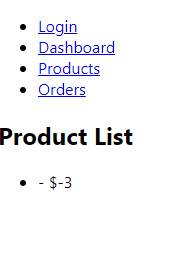 Login
Dashboard
Products
Orders
Product List
- $-3